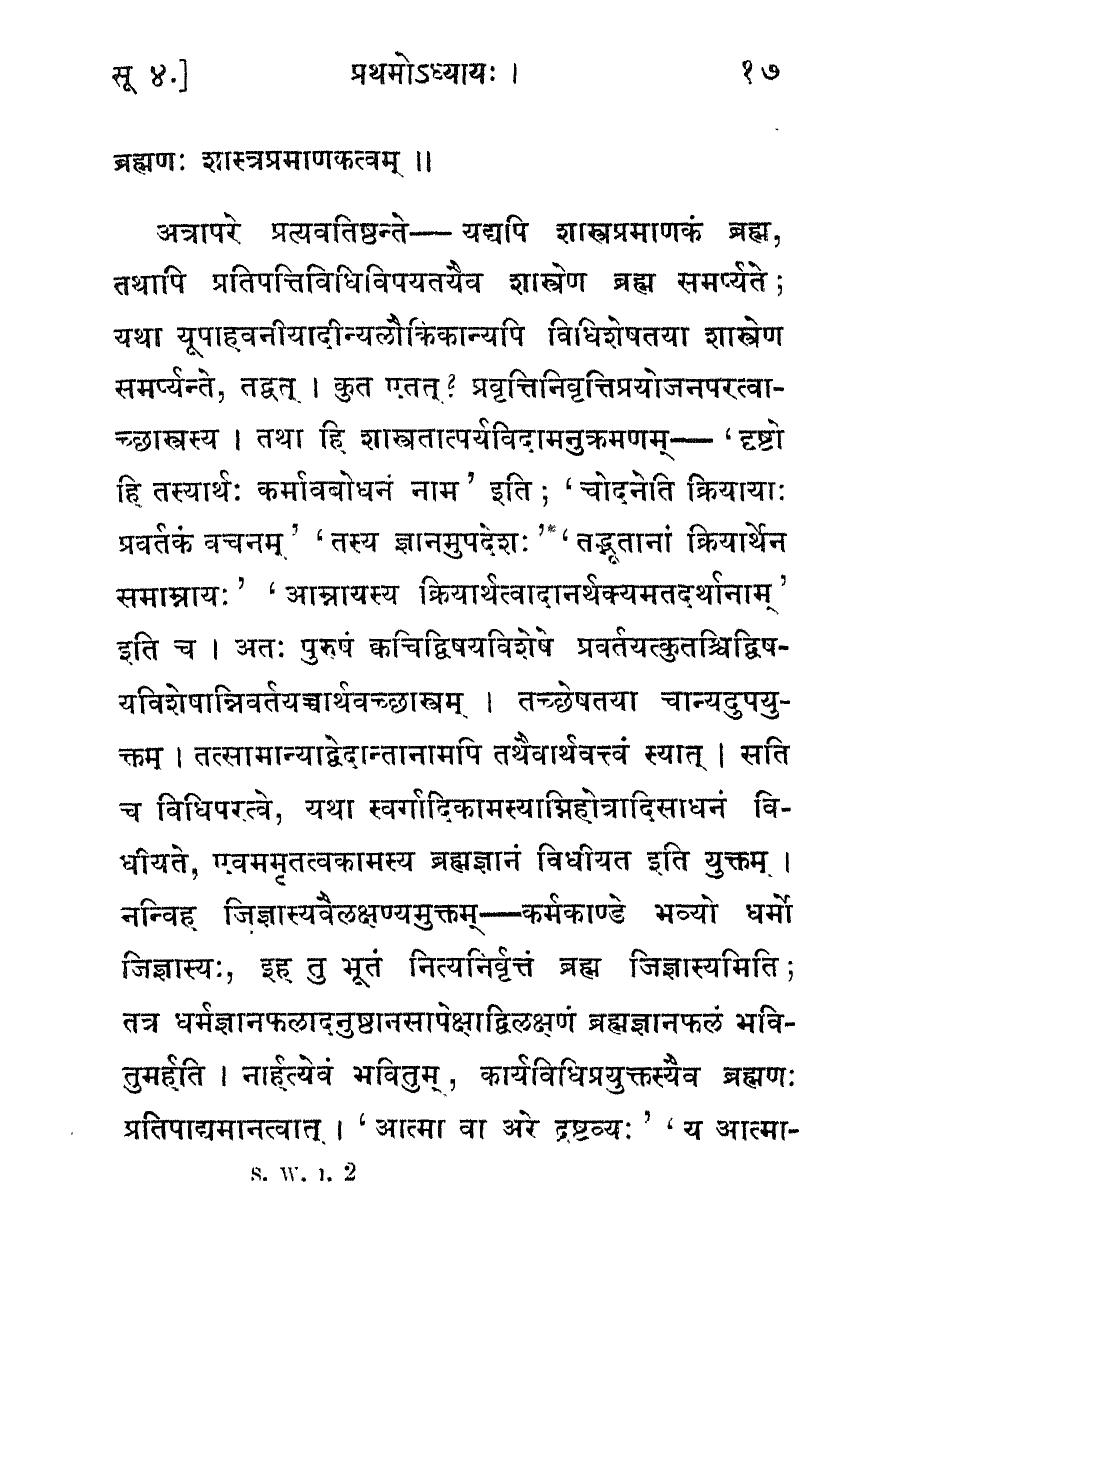 सू ४.] प्रथमोऽध्यायः । १७
ब्रह्मणः शास्त्रप्रमाणकत्वम् ॥
अत्रापरे प्रत्यवतिष्ठन्ते— यद्यपि शास्त्रप्रमाणकं ब्रह्म,
तथापि प्रतिपत्तिविधिविषयतयैव शास्त्रेण ब्रह्म समर्प्यते ;
यथा यूपाहवनीयादीन्यलौकिकान्यपि विधिशेषतया शास्त्रेण
समर्प्यन्ते, तद्वत् । कुत एतत् ? प्रवृत्तिनिवृत्तिप्रयोजनपरत्वा-
च्छास्त्रस्य । तथा हि शास्त्रतात्पर्यविदामनुक्रमणम्— ‘ दृष्टो
हि तस्यार्थः कर्मावबोधनं नाम ’ इति ; ‘ चोदनेति क्रियायाः
प्रवर्तकं वचनम् ’ ‘ तस्य ज्ञानमुपदेशः ’* ‘ तद्भूतानां क्रियार्थेन
समाम्नायः ’ ‘ आम्नायस्य क्रियार्थत्वादानर्थक्यमतदर्थानाम् ’
इति च । अतः पुरुषं क्वचिद्विषयविशेषे प्रवर्तयत्कुतश्चिद्विष-
यविशेषान्निवर्तयच्चार्थवच्छास्त्रम् । तच्छेषतया चान्यदुपयु-
क्तम् । तत्सामान्याद्वेदान्तानामपि तथैवार्थवत्त्वं स्यात् । सति
च विधिपरत्वे, यथा स्वर्गादिकामस्याग्निहोत्रादिसाधनं वि-
धीयते, एवममृतत्वकामस्य ब्रह्मज्ञानं विधीयत इति युक्तम् ।
नन्विह जिज्ञास्यवैलक्षण्यमुक्तम्—कर्मकाण्डे भव्यो धर्मो
जिज्ञास्यः, इह तु भूतं नित्यनिर्वृत्तं ब्रह्म जिज्ञास्यमिति ;
तत्र धर्मज्ञानफलादनुष्ठानसापेक्षाद्विलक्षणं ब्रह्मज्ञानफलं भवि-
तुमर्हति । नार्हत्येवं भवितुम् , कार्यविधिप्रयुक्तस्यैव ब्रह्मणः
प्रतिपाद्यमानत्वात् । ‘ आत्मा वा अरे द्रष्टव्यः ’ ‘ य आत्मा-
S. W. I. 2